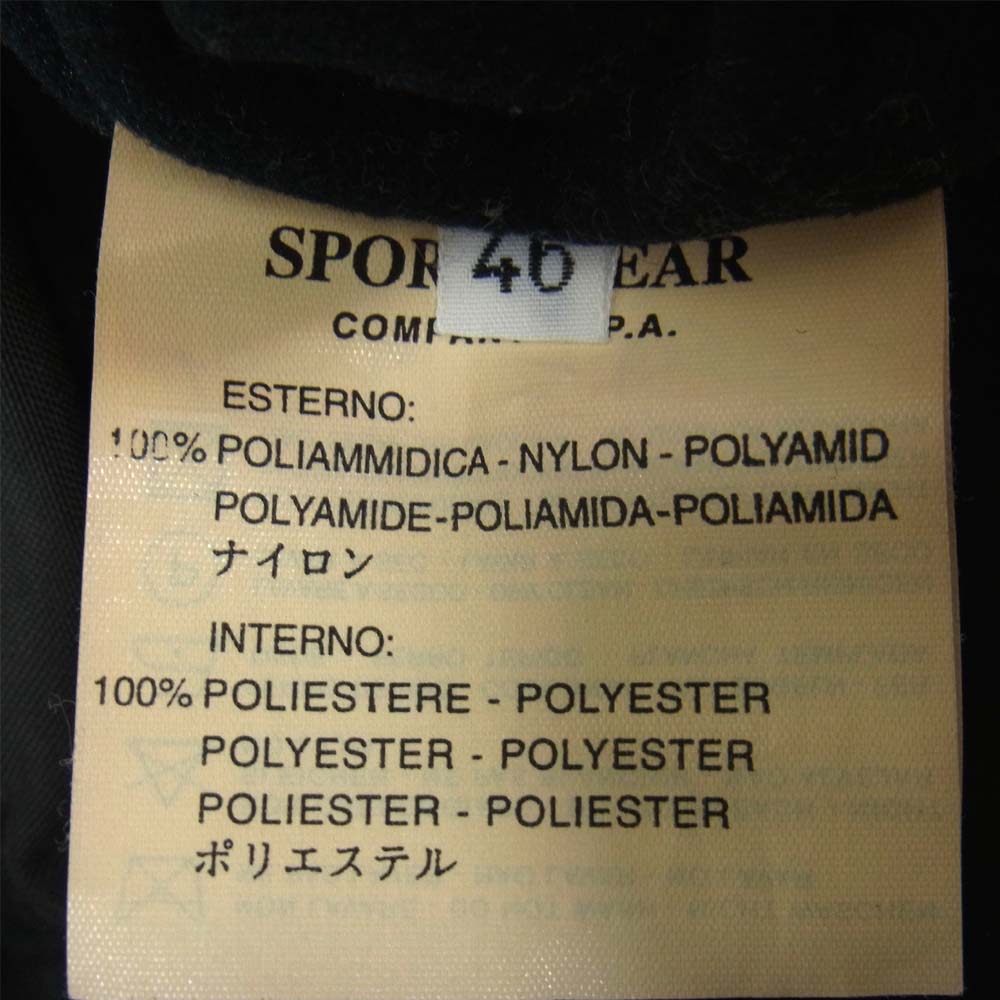 SPOR 46 EAR
COMPAN P.A.
ESTERNO:
100% POLIAMMIDICA - NYLON - POLYAMID
POLYAMIDE-POLIAMIDA-POLIAMIDA
ナイロン
INTERNO:
100% POLIESTERE - POLYESTER
POLYESTER - POLYESTER
POLIESTER - POLIESTER
ポリエステル